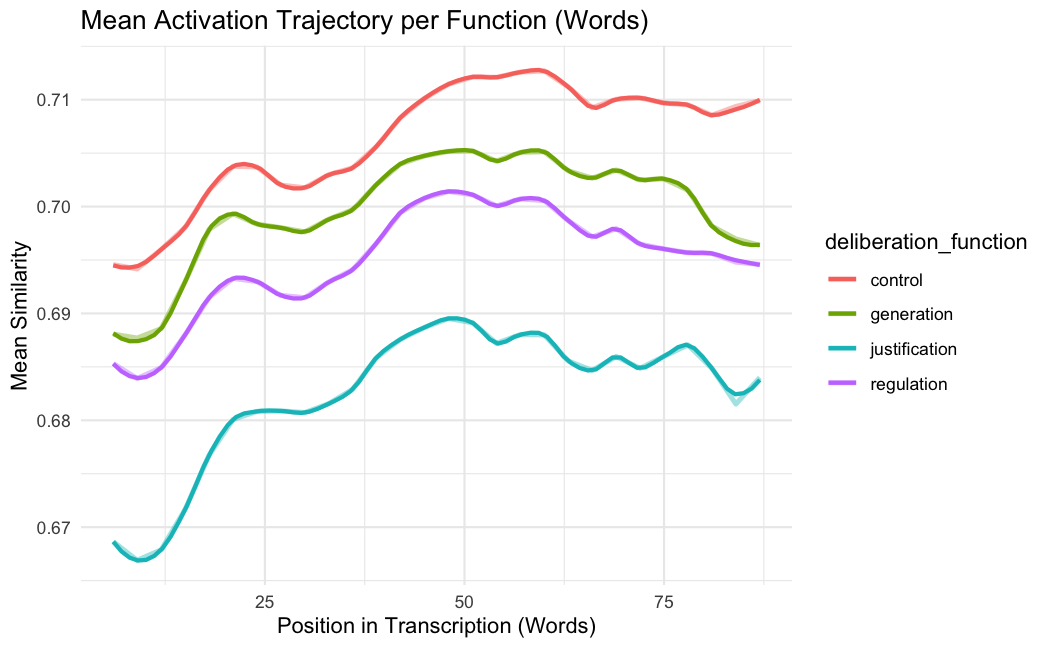 Mean Activation Trajectory per Function (Words)
Mean Similarity
0.71
0.70
0.69
0.68
0.67
25 50 75
Position in Transcription (Words)
deliberation_function
control
generation
justification
regulation